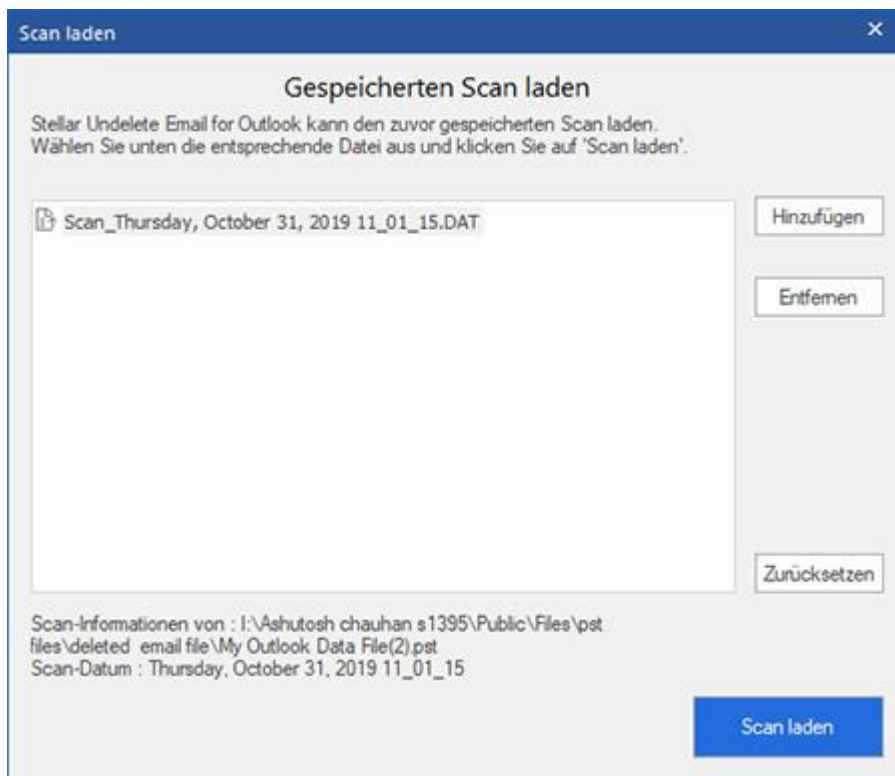 Scan laden
Gespeicherten Scan laden
Stellar Undelete Email for Outlook kann den zuvor gespeicherten Scan laden.
Wählen Sie unten die entsprechende Datei aus und klicken Sie auf 'Scan laden'.
Scan_Thursday, October 31, 2019 11_01_15.DAT
Hinzufügen
Entfernen
Zurücksetzen
Scan-Informationen von : I:\Ashutosh chauhan s1395\Public\Files\pst
files\deleted email file\My Outlook Data File(2).pst
Scan-Datum : Thursday, October 31, 2019 11_01_15
Scan laden